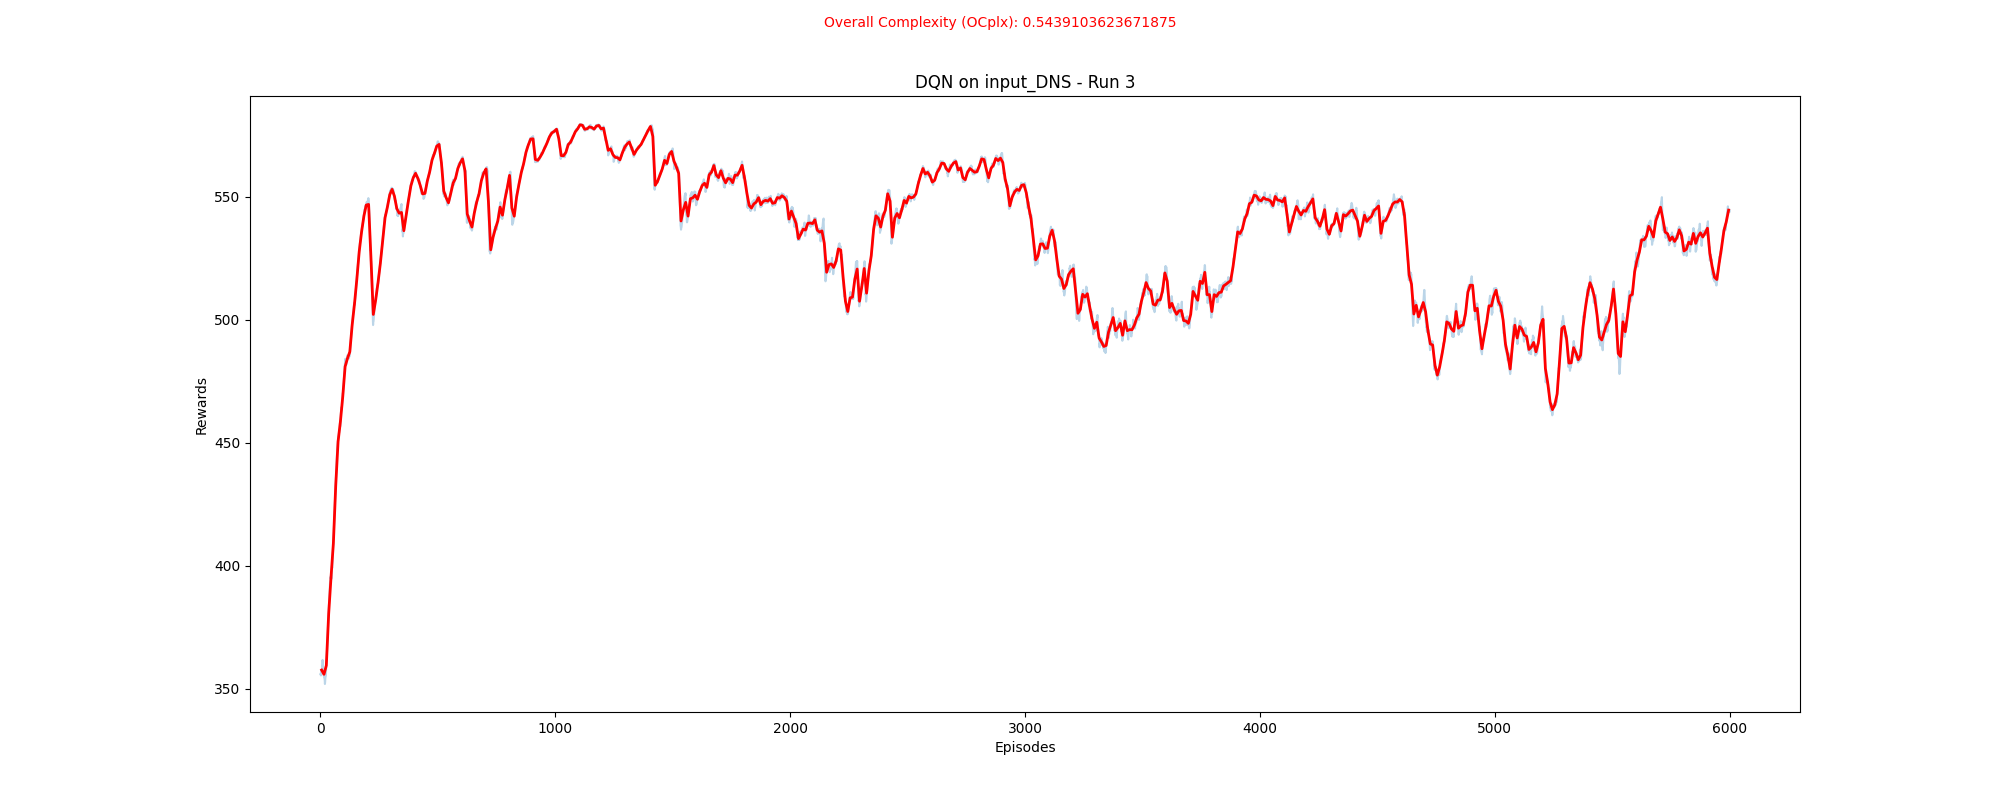 Overall Complexity (OCplx): 0.5439103623671875
DQN on input_DNS - Run 3
550
500
450
400
350
Rewards
0 1000 2000 3000 4000 5000 6000
Episodes